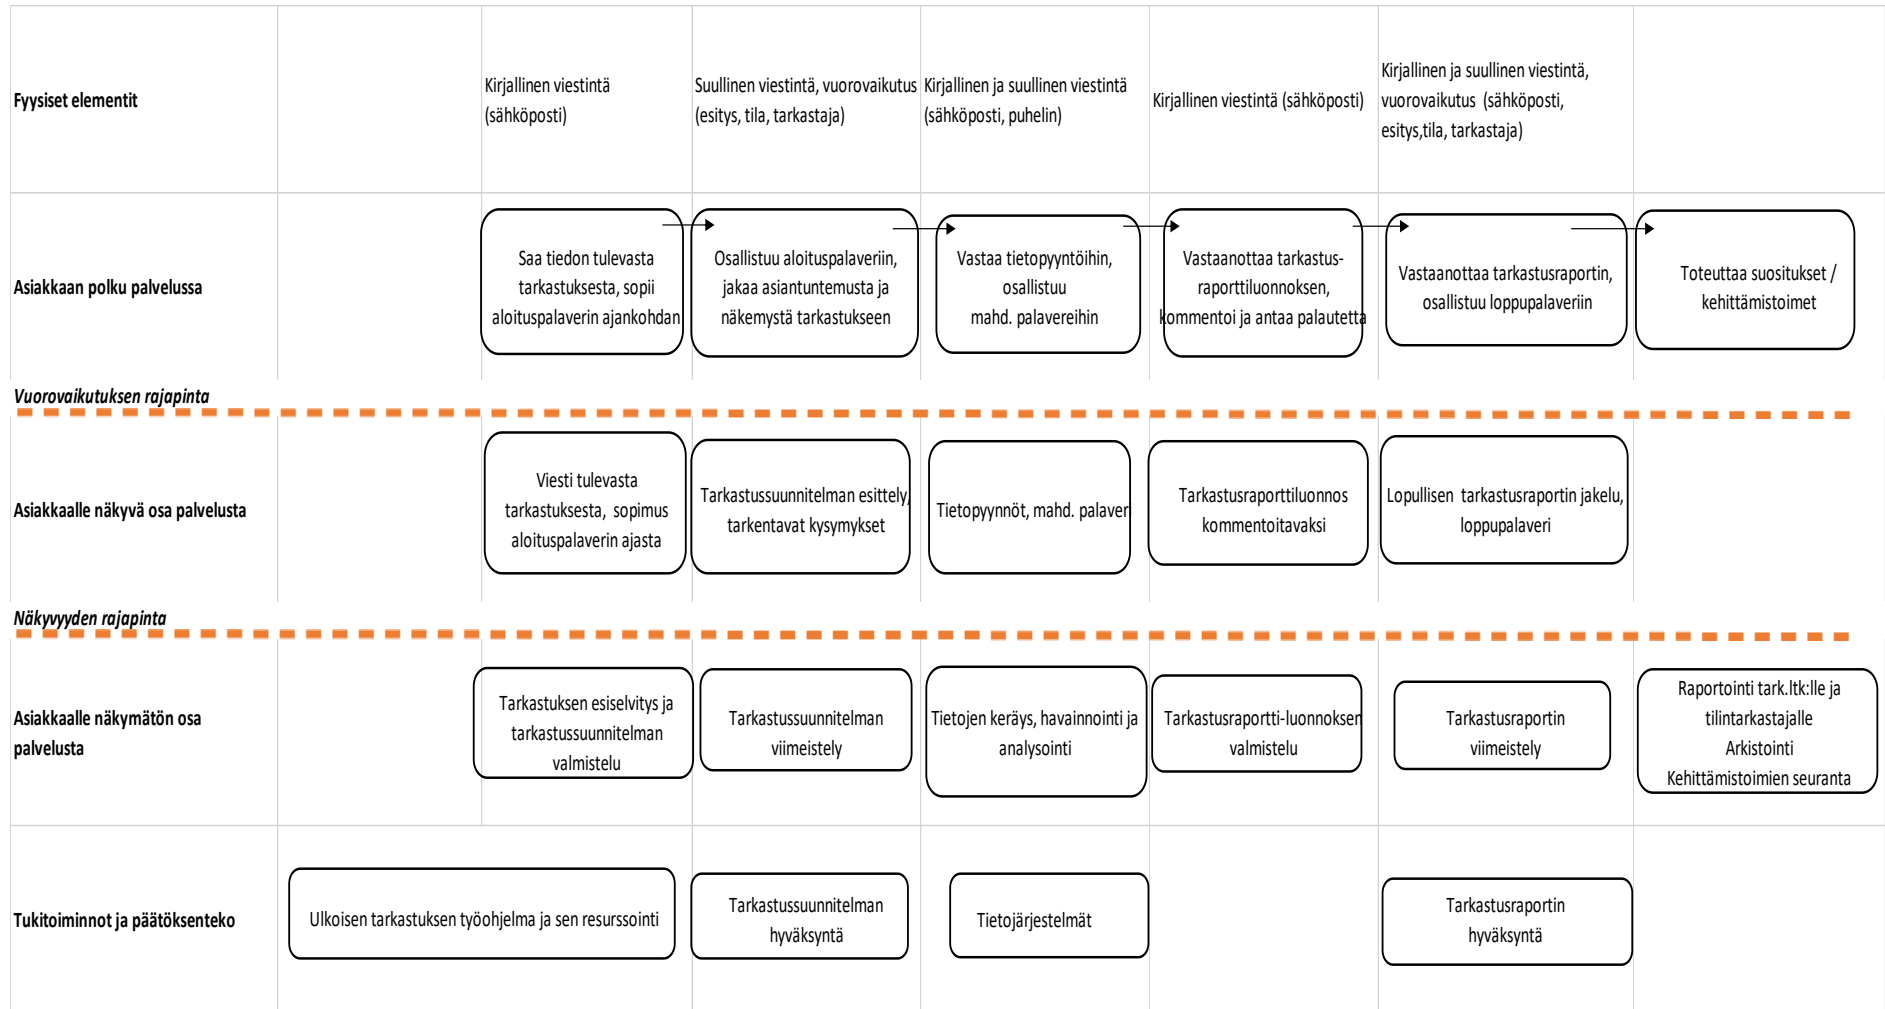 Fyysiset elementit
Kirjallinen viestintä
(sähköposti)
Suullinen viestintä, vuorovaikutus
(esitys, tila, tarkastaja)
Kirjallinen ja suullinen viestintä
(sähköposti, puhelin)
Kirjallinen viestintä (sähköposti)
Kirjallinen ja suullinen viestintä,
vuorovaikutus (sähköposti,
esitys,tila, tarkastaja)
Asiakkaan polku palvelussa
Saa tiedon tulevasta
tarkastuksesta, sopii
aloituspalaverin ajankohdan
Osallistuu aloituspalaveriin,
jakaa asiantuntemusta ja
näkemystä tarkastukseen
Vastaa tietopyyntöihin,
osallistuu
mahd. palavereihin
Vastaanottaa tarkastus-
raporttiluonnoksen,
kommentoi ja antaa palautetta
Vastaanottaa tarkastusraportin,
osallistuu loppupalaveriin
Toteuttaa suositukset /
kehittämistoimet
Vuorovaikutuksen rajapinta
Asiakkaalle näkyvä osa palvelusta
Viesti tulevasta
tarkastuksesta, sopimus
aloituspalaverin ajasta
Tarkastussuunnitelman esittely,
tarkentavat kysymykset
Tietopyynnöt, mahd. palaveri
Tarkastusraporttiluonnos
kommentoitavaksi
Lopullisen tarkastusraportin jakelu,
loppupalaveri
Näkyvyyden rajapinta
Asiakkaalle näkymätön osa
palvelusta
Tarkastuksen esiselvitys ja
tarkastussuunnitelman
valmistelu
Tarkastussuunnitelman
viimeistely
Tietojen keräys, havainnointi ja
analysointi
Tarkastusraportti-luonnoksen
valmistelu
Tarkastusraportin
viimeistely
Raportointi tark.ltk:lle ja
tilintarkastajalle
Arkistointi
Kehittämistoimien seuranta
Tukitoiminnot ja päätöksenteko
Ulkoisen tarkastuksen työohjelma ja sen resurssointi
Tarkastussuunnitelman
hyväksyntä
Tietojärjestelmät
Tarkastusraportin
hyväksyntä